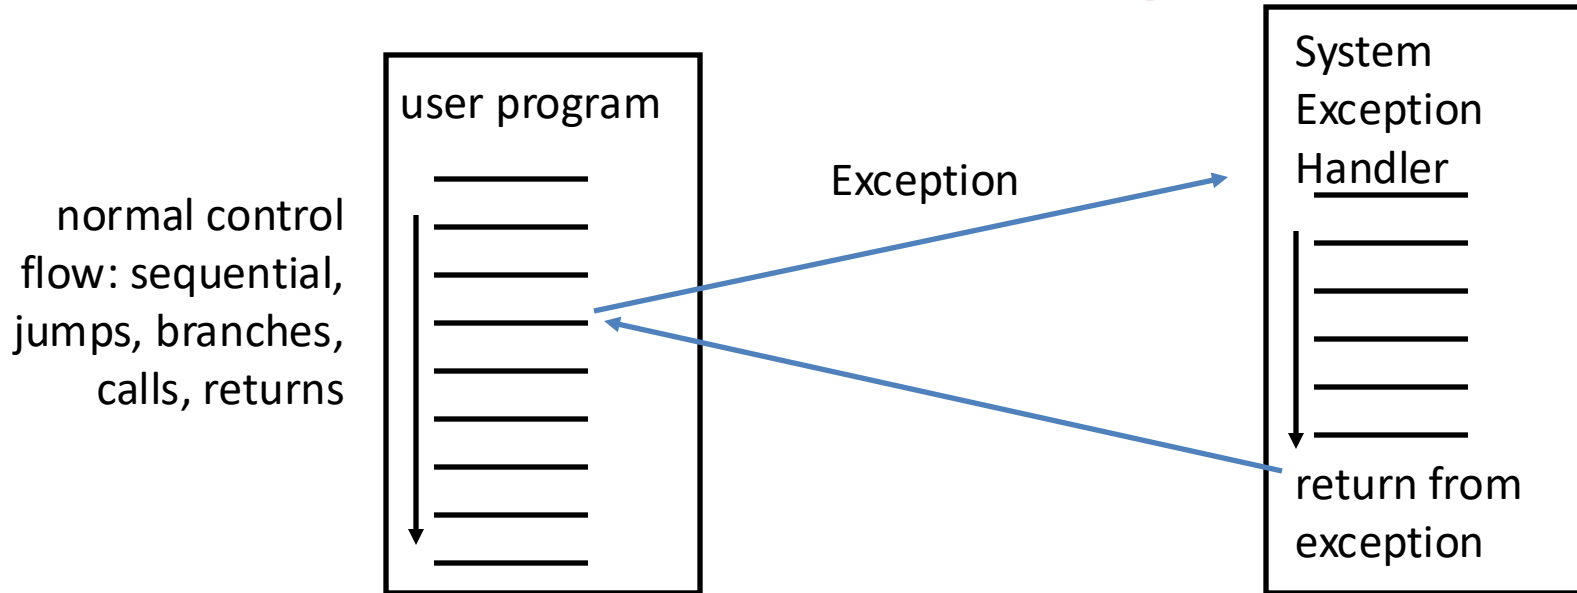 user program
normal control
flow: sequential,
jumps, branches,
calls, returns
Exception
System
Exception
Handler
return from
exception